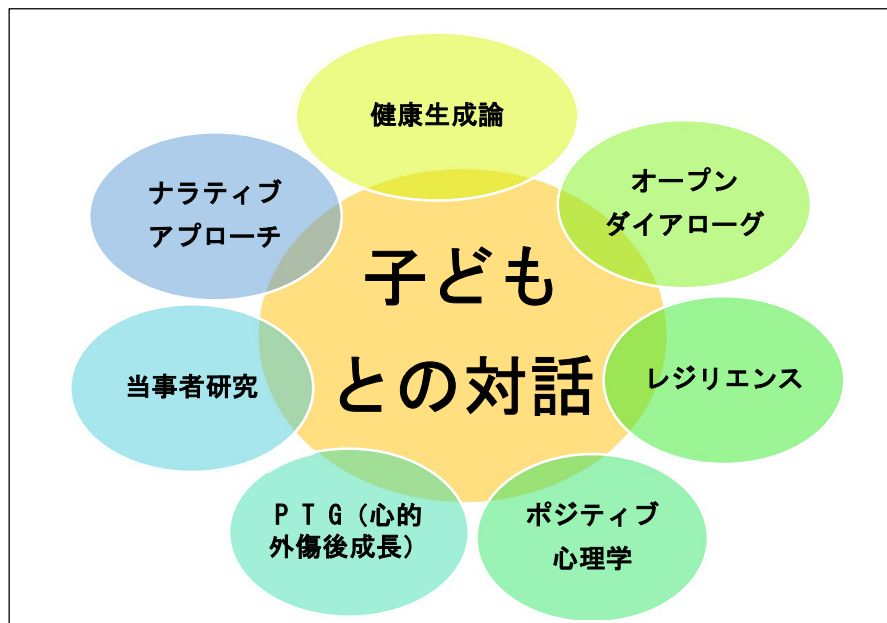 健康生成論
オープン
ダイアローグ
レジリエンス
ポジティブ
心理学
PTG(心的
外傷後成長)
当事者研究
ナラティブ
アプローチ
子ども
との対話